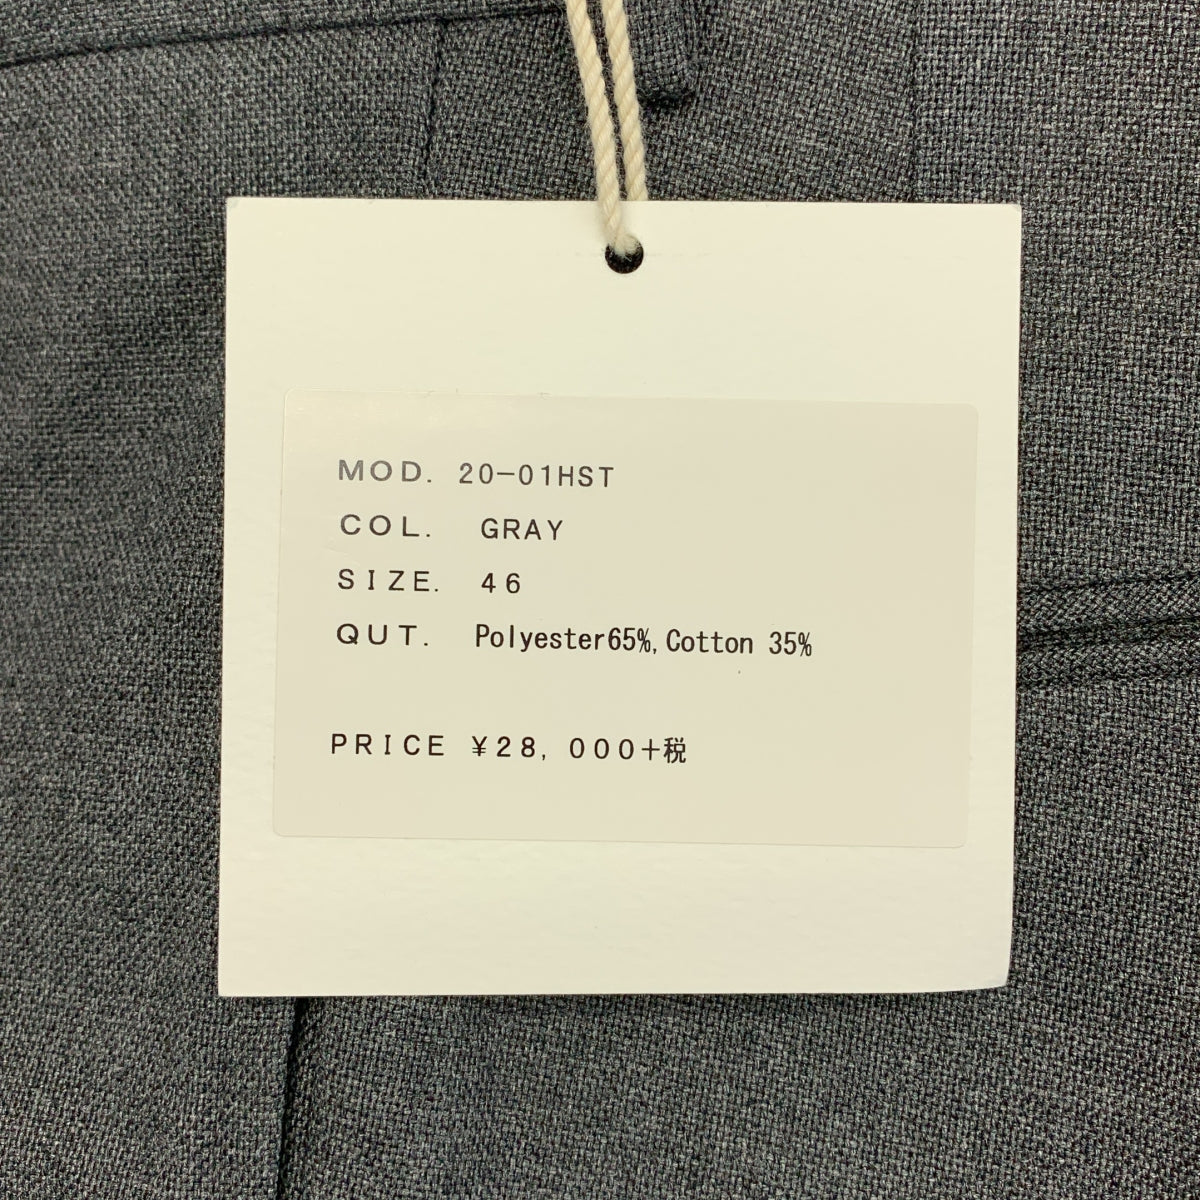 MOD. 20-01HST
COL. GRAY
SIZE. 46
QUT. Polyester65%, Cotton 35%
PRICE ¥28, 000+税